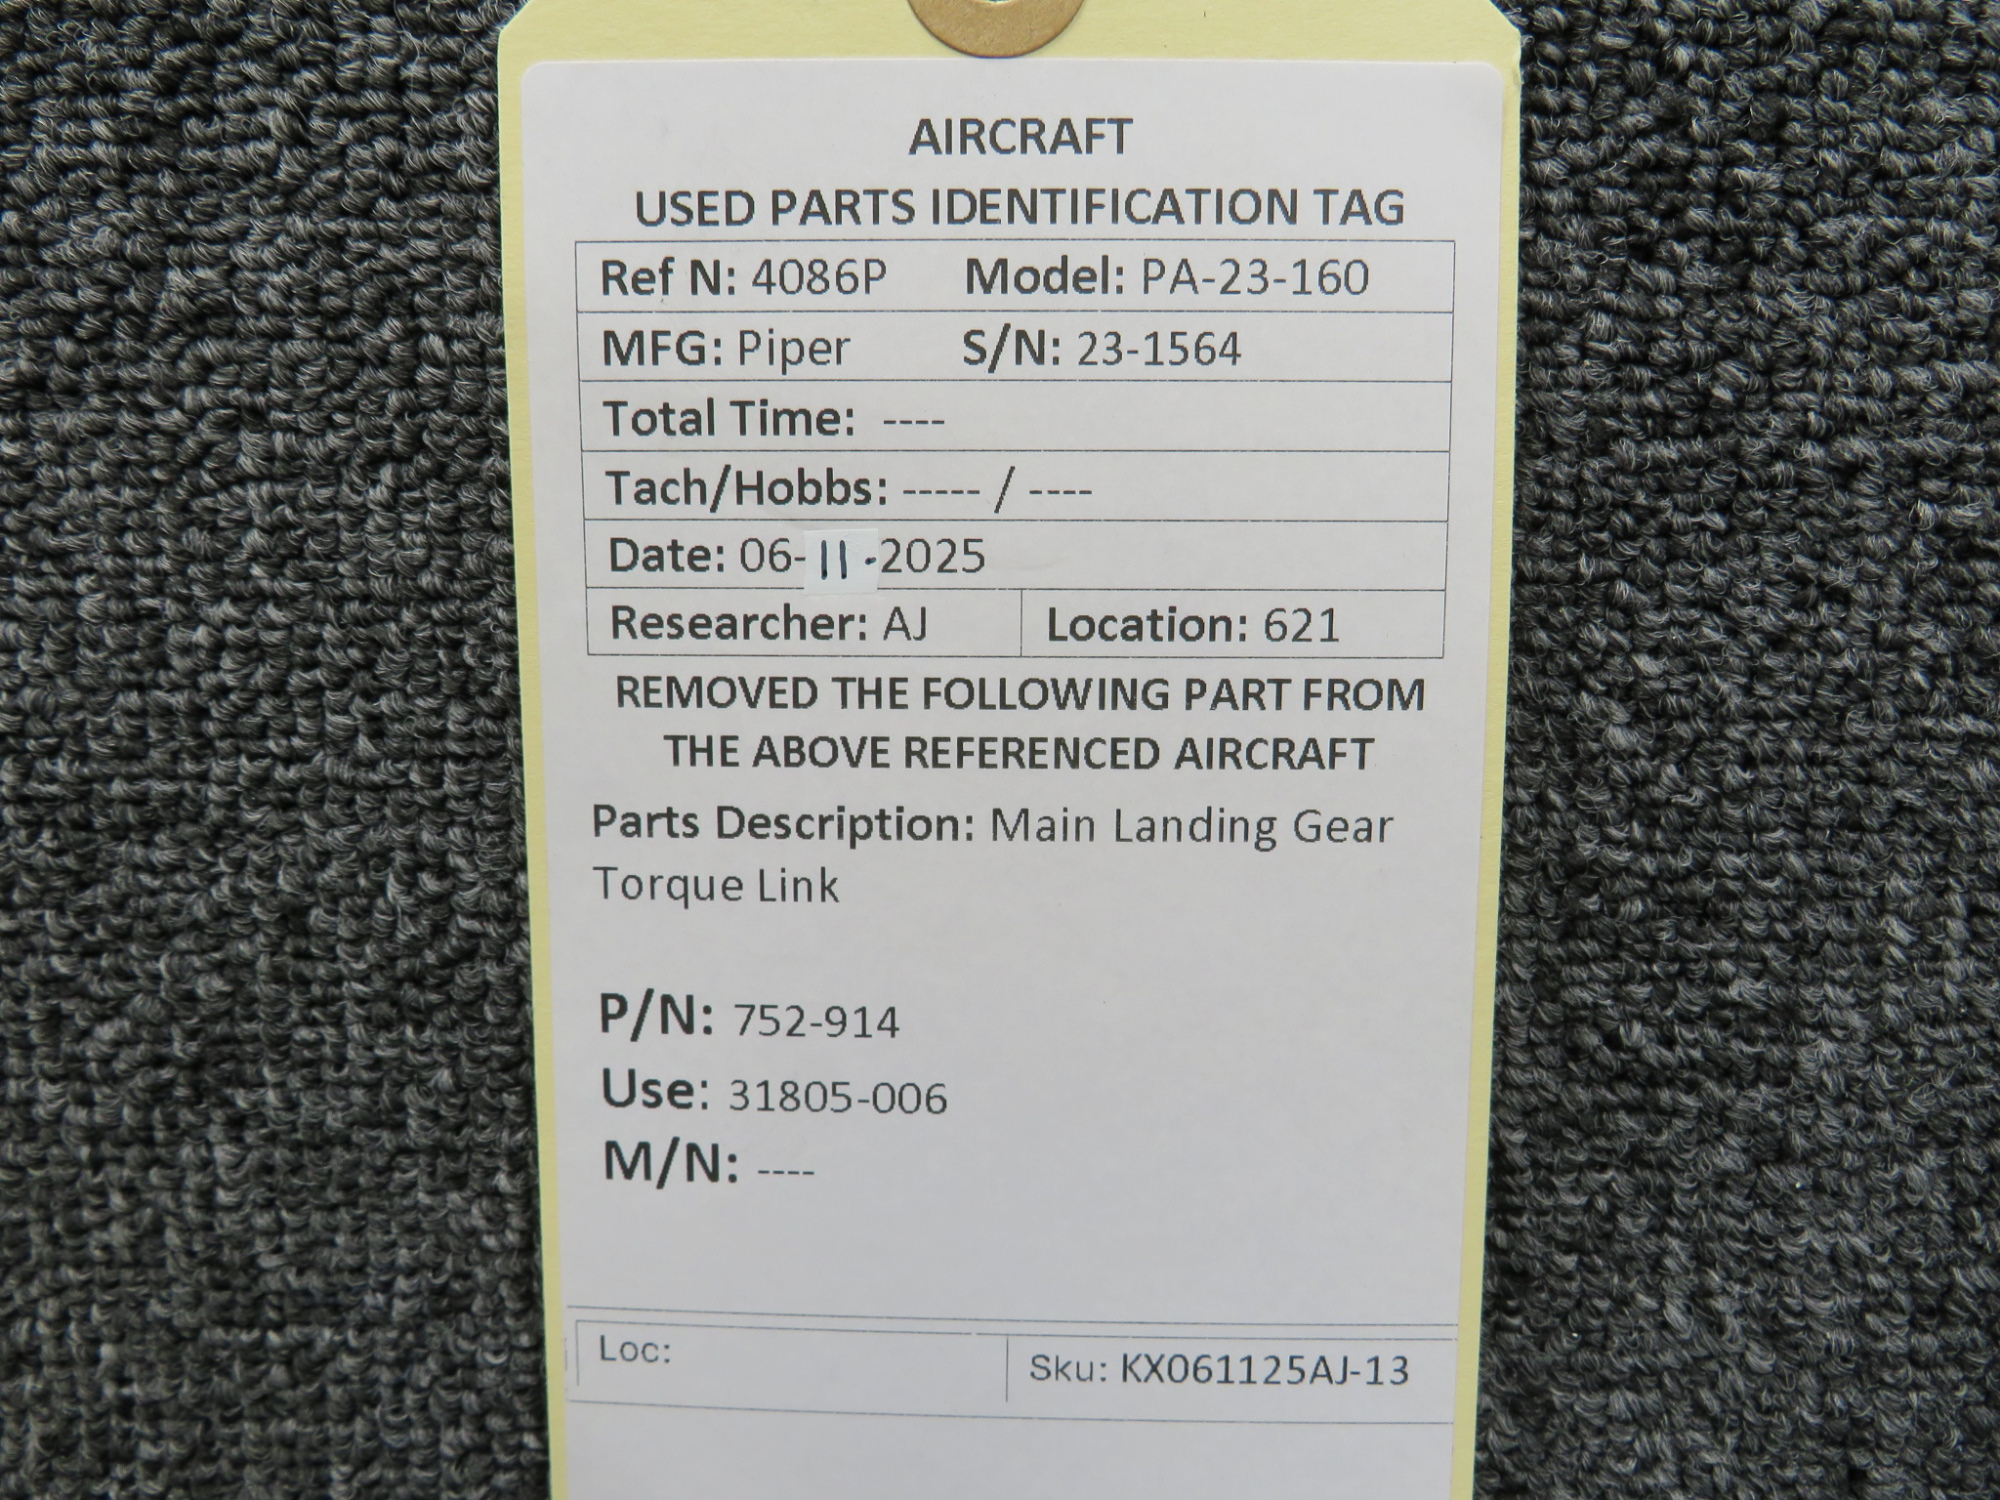 AIRCRAFT
USED PARTS IDENTIFICATION TAG
Ref N: 4086P Model: PA-23-160
MFG: Piper S/N: 23-1564
Total Time: ----
Tach/Hobbs: ----- / ----
Date: 06-11--2025
Researcher: AJ Location: 621
REMOVED THE FOLLOWING PART FROM
THE ABOVE REFERENCED AIRCRAFT
Parts Description: Main Landing Gear
Torque Link
P/N: 752-914
Use: 31805-006
M/N: ----
Loc: Sku: KX061125AJ-13